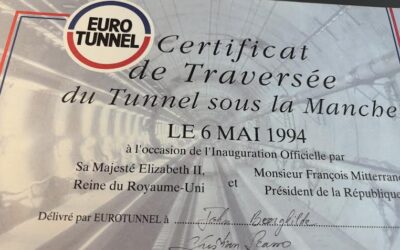 EURO
TUNNEL
Certificat
de Traversée
du Tunnel sous la Manche
LE 6 MAI 1994
à l'occasion de l'Inauguration Officielle par
Sa Majesté Elizabeth II, Monsieur François Mitterrand
Reine du Royaume-Uni et Président de la République
Délivré par EUROTUNNEL à